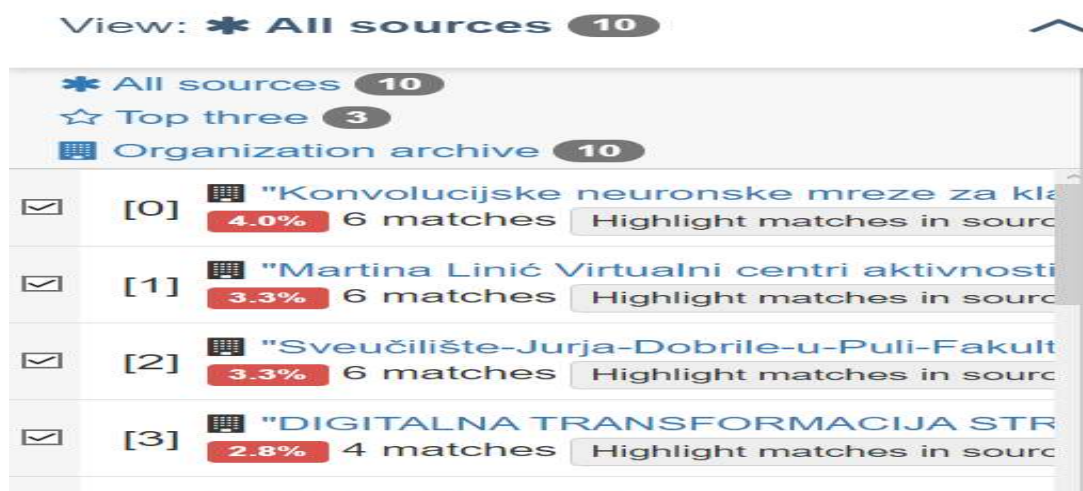 View: ✱ All sources 10
✱ All sources 10
☆ Top three 3
Organization archive 10
[0] "Konvolucijske neuronske mreze za kla
4.0% 6 matches Highlight matches in sourc
[1] "Martina Linić Virtualni centri aktivnosti
3.3% 6 matches Highlight matches in sourc
[2] "Sveučilište-Jurja-Dobrile-u-Puli-Fakult
3.3% 6 matches Highlight matches in sourc
[3] "DIGITALNA TRANSFORMACIJA STR
2.8% 4 matches Highlight matches in sourc